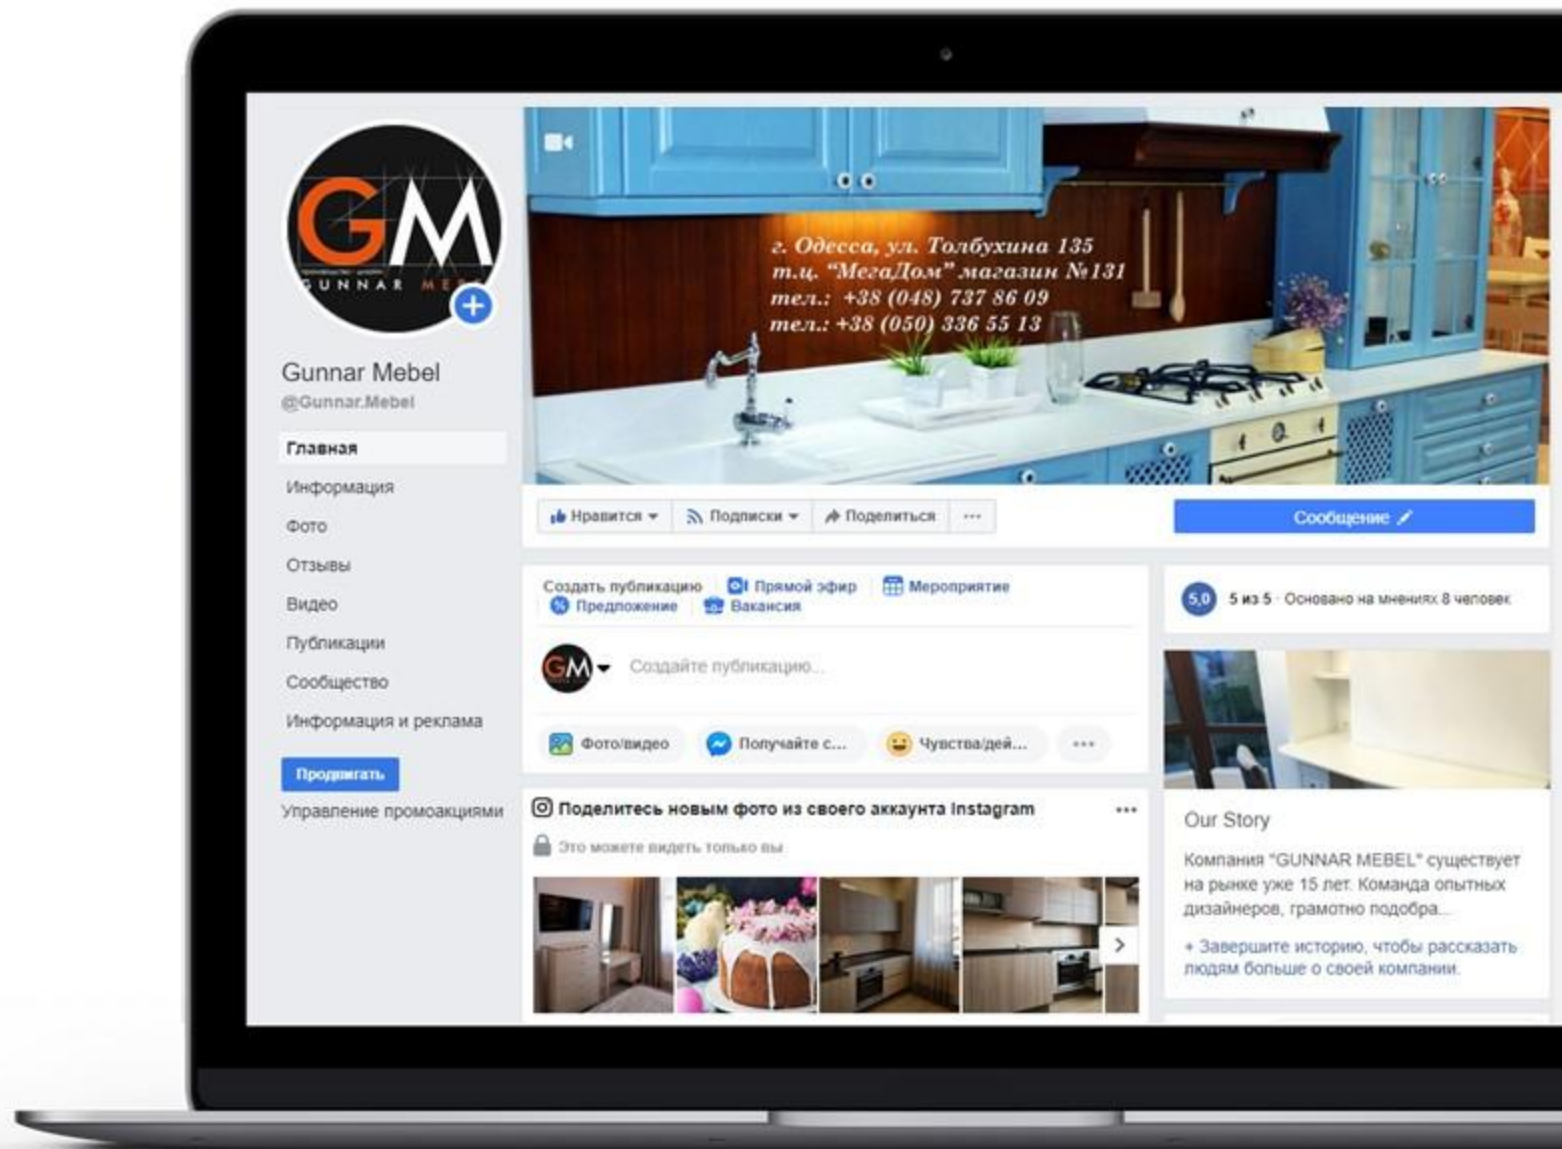 GM
GUNNAR
Gunnar Mebel
@Gunnar.Mebel
Главная
Информация
Фото
Отзывы
Видео
Публикации
Сообщество
Информация и реклама
Продвигать
Управление промоакциями
г. Одесса, ул. Толбухина 135
т.ц. "МегаДом" магазин №131
тел.: +38 (048) 737 86 09
тел.: +38 (050) 336 55 13
Нравится Подписки Поделиться ...
Сообщение
Создать публикацию Прямой эфир Мероприятие
Предложение Вакансия
GM Создайте публикацию...
Фото/видео Получайте с... Чувства/дей... ...
Поделитесь новым фото из своего аккаунта Instagram ...
Это можете видеть только вы
5,0 5 из 5 · Основано на мнениях 8 человек
Our Story
Компания "GUNNAR MEBEL" существует
на рынке уже 15 лет. Команда опытных
дизайнеров, грамотно подобра...
+ Завершите историю, чтобы рассказать
людям больше о своей компании.